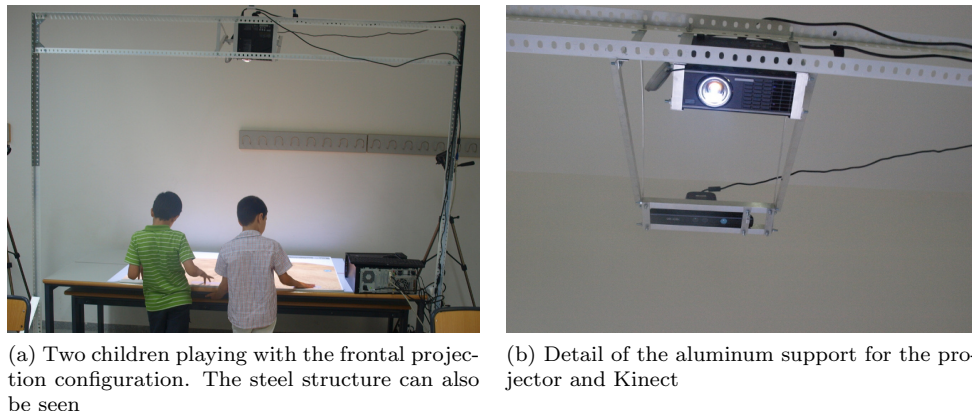 (a) Two children playing with the frontal projec-
tion configuration. The steel structure can also
be seen
(b) Detail of the aluminum support for the pro-
jector and Kinect